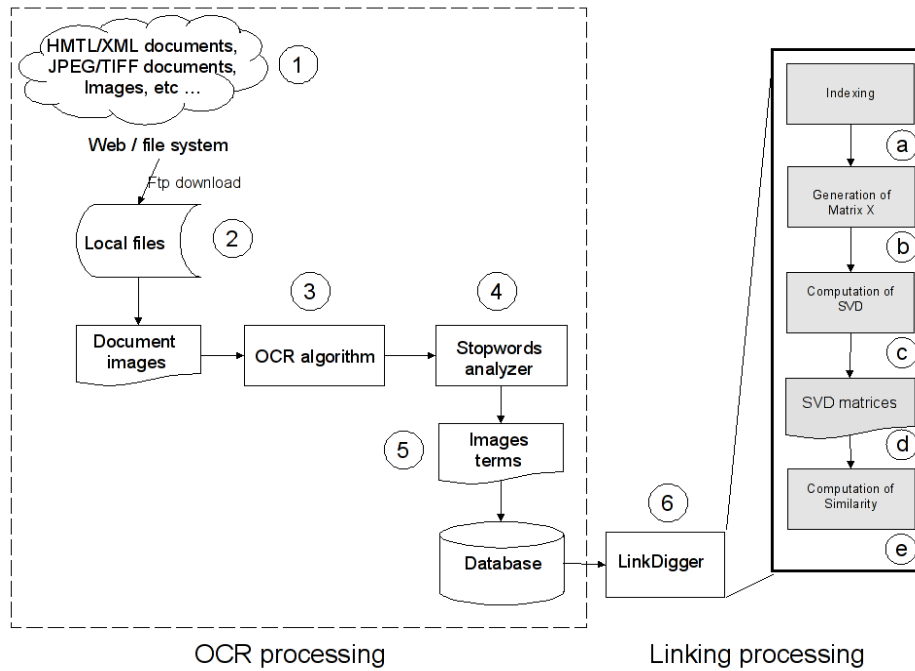 HMTL/XML documents,
JPEG/TIFF documents,
Images, etc ...
1
Web / file system
Ftp download
Local files
2
Document
images
3
OCR algorithm
4
Stopwords
analyzer
5
Images
terms
Database
6
LinkDigger
Indexing
a
Generation of
Matrix X
b
Computation of
SVD
c
SVD matrices
d
Computation of
Similarity
e
OCR processing
Linking processing